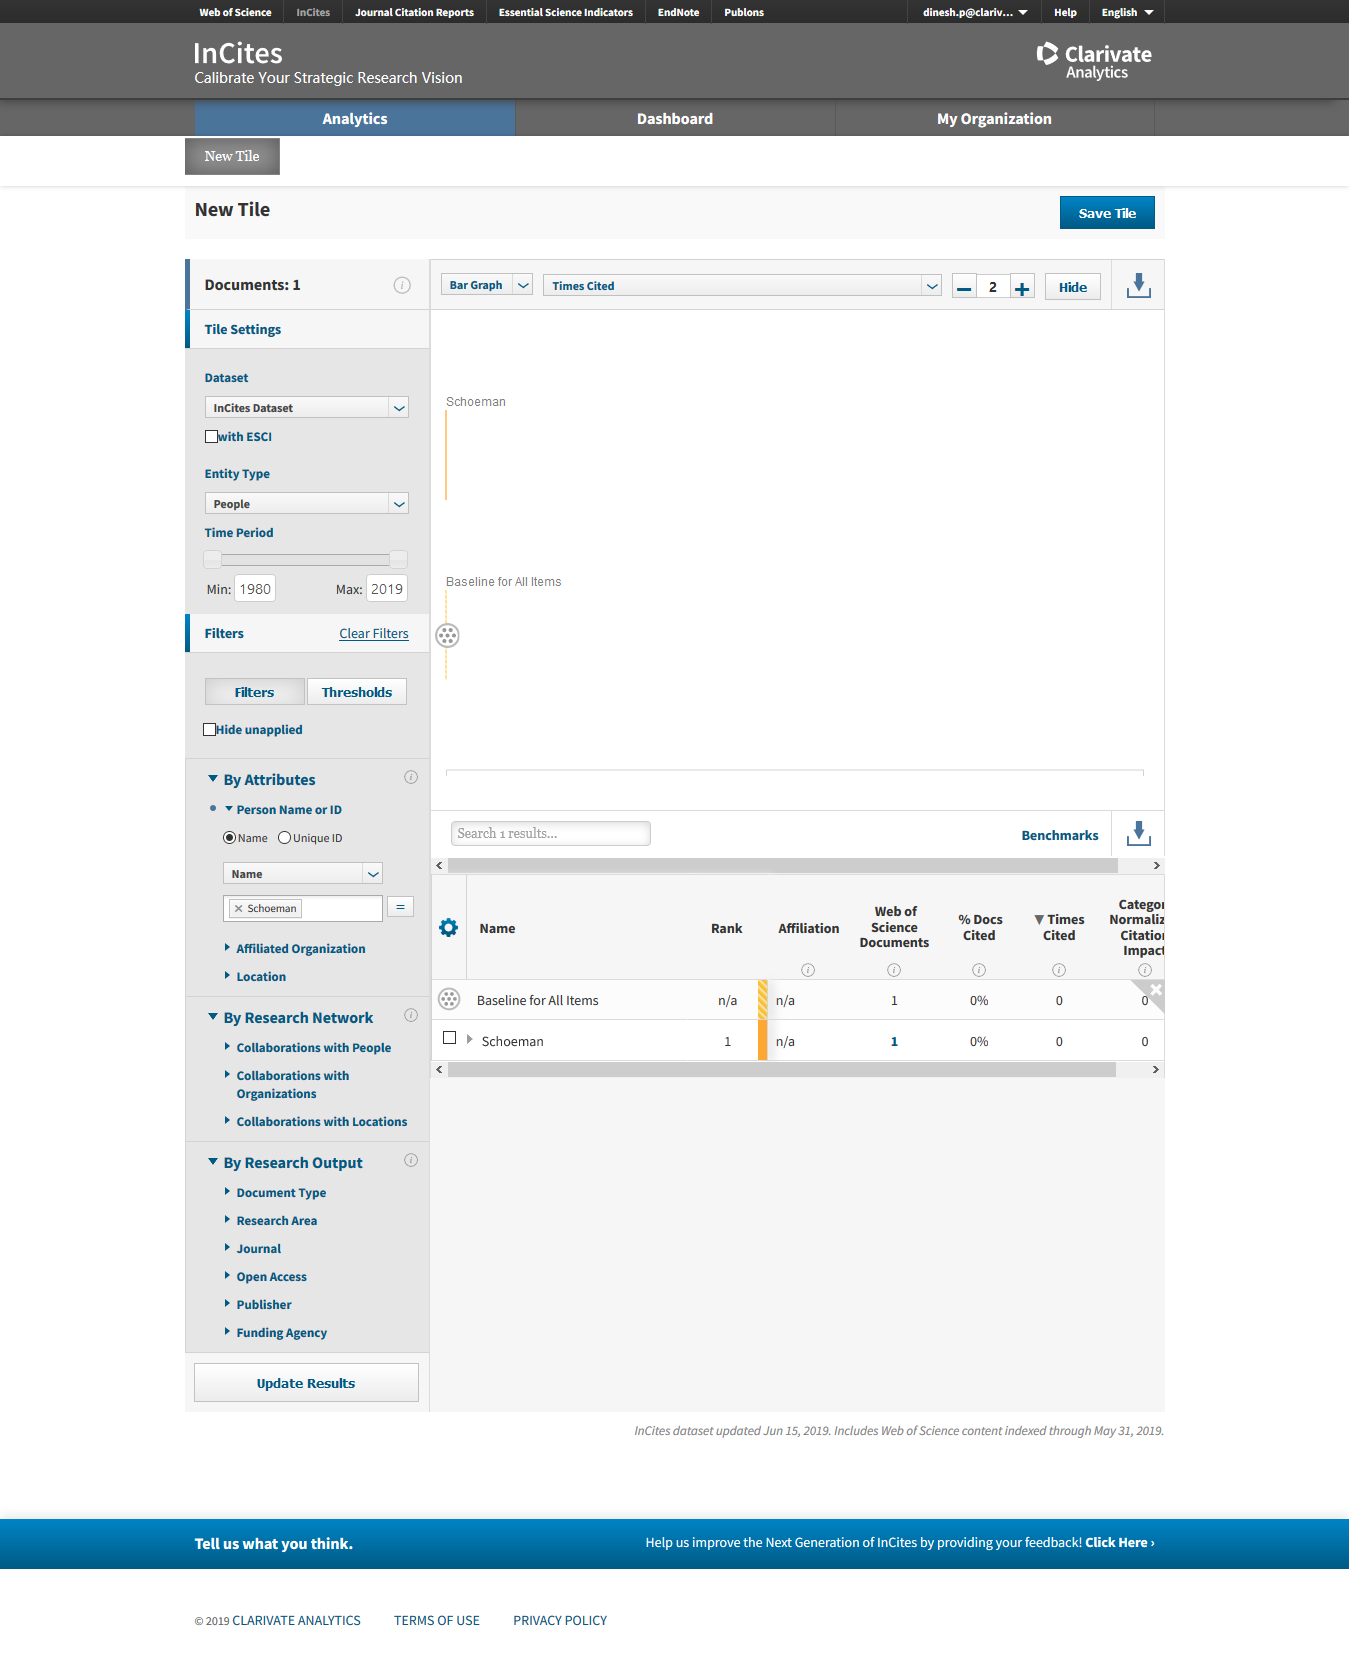 Web of Science InCites Journal Citation Reports Essential Science Indicators EndNote Publons dinesh.p@clariv... Help English
InCites
Calibrate Your Strategic Research Vision
Clarivate
Analytics
Analytics Dashboard My Organization
New Tile
New Tile
Save Tile
Documents: 1
Bar Graph Times Cited 2 Hide
Tile Settings
Dataset
InCites Dataset
with ESCI
Entity Type
People
Time Period
Min: 1980 Max: 2019
Filters Clear Filters
Filters Thresholds
Hide unapplied
By Attributes
Person Name or ID
Name Unique ID
Name
Schoeman =
Affiliated Organization
Location
By Research Network
Collaborations with People
Collaborations with
Organizations
Collaborations with Locations
By Research Output
Document Type
Research Area
Journal
Open Access
Publisher
Funding Agency
Update Results
Schoeman
Baseline for All Items
Search 1 results...
Benchmarks
Name Rank Affiliation Web of Science Documents % Docs Cited Times Cited Categor Normaliz Citatio Impact
Baseline for All Items n/a n/a 1 0% 0 0
Schoeman 1 n/a 1 0% 0 0
InCites dataset updated Jun 15, 2019. Includes Web of Science content indexed through May 31, 2019.
Tell us what you think.
Help us improve the Next Generation of InCites by providing your feedback! Click Here ›
© 2019 CLARIVATE ANALYTICS TERMS OF USE PRIVACY POLICY